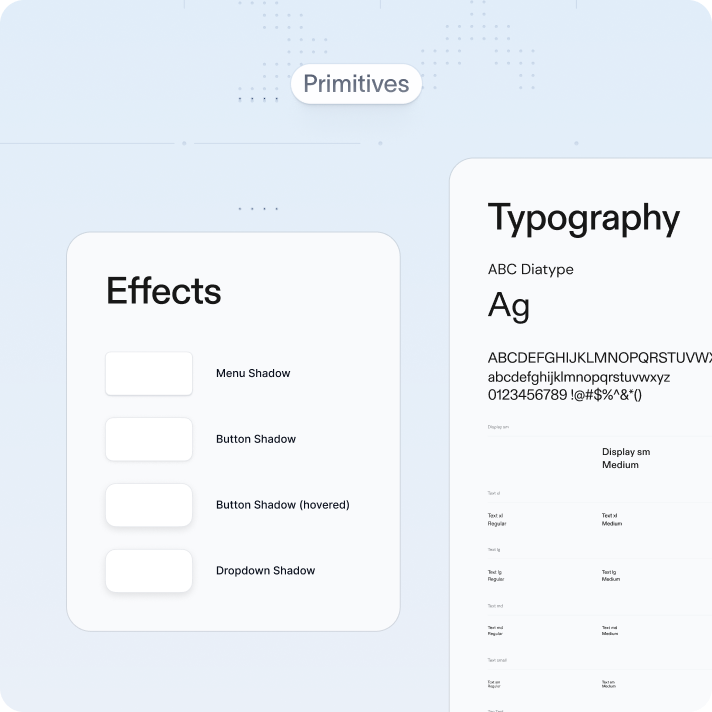 Primitives
Effects
Menu Shadow
Button Shadow
Button Shadow (hovered)
Dropdown Shadow
Typography
ABC Diatype
Ag
ABCDEFGHIJKLMNOPQRSTUVWX
abcdefghijklmnopqrstuvwxyz
0123456789 !@#$%^&*()
Display sm
Display sm
Medium
Text xl
Text xl
Regular
Text xl
Medium
Text lg
Text lg
Regular
Text lg
Medium
Text md
Text md
Regular
Text md
Medium
Text small
Text sm
Regular
Text sm
Medium